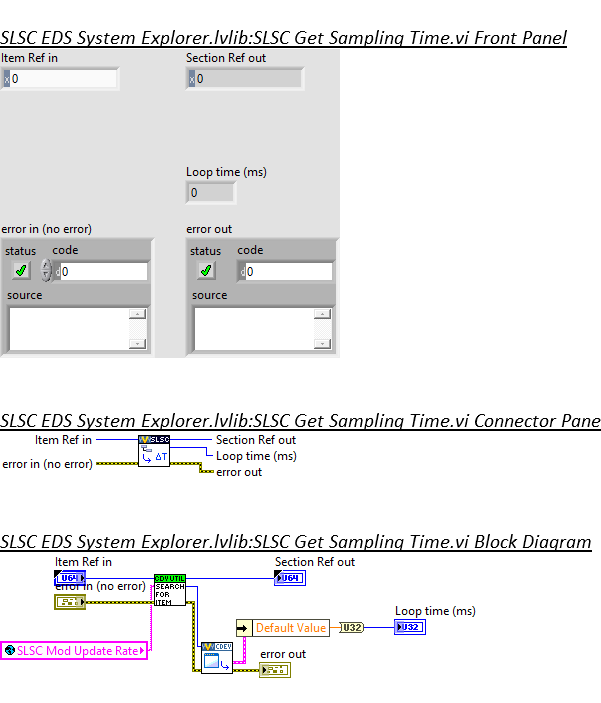 SLSC EDS System Explorer.lvlib:SLSC Get Sampling Time.vi Front Panel
Item Ref in
Section Ref out
x 0
x 0
Loop time (ms)
0
error in (no error)
error out
status code
status code
d 0
d 0
source
source
SLSC EDS System Explorer.lvlib:SLSC Get Sampling Time.vi Connector Pane
Item Ref in
SLSC
Section Ref out
Loop time (ms)
ΔT
error in (no error)
error out
SLSC EDS System Explorer.lvlib:SLSC Get Sampling Time.vi Block Diagram
Item Ref in
Section Ref out
U64
CDVUTIL
U64
error in (no error)
SEARCH
FOR
ITEM
Loop time (ms)
Default Value
U32
U32
SLSC Mod Update Rate
CDEV
error out